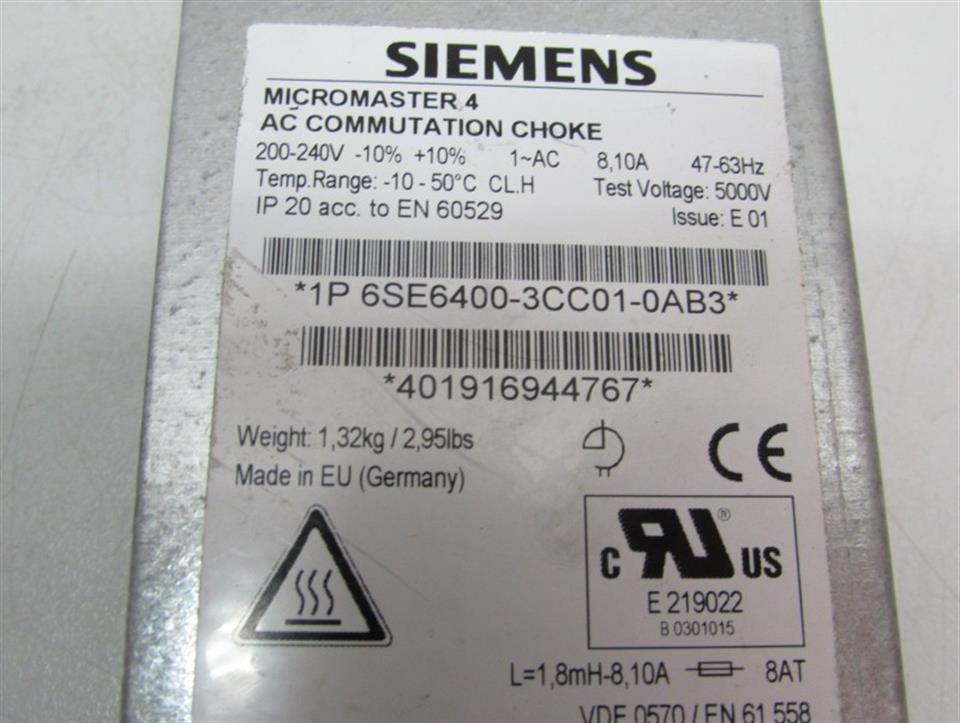 SIEMENS
MICROMASTER 4
AC COMMUTATION CHOKE
200-240V -10% +10% 1~AC 8,10A 47-63Hz
Temp.Range: -10 - 50°C CL.H Test Voltage: 5000V
IP 20 acc. to EN 60529 Issue: E 01
*1P 6SE6400-3CC01-0AB3*
*401916944767*
Weight: 1,32kg / 2,95lbs
Made in EU (Germany)
CE
C RU ® US
E 219022
B 0301015
L=1,8mH-8,10A 8AT
VDE 0570 / EN 61 558